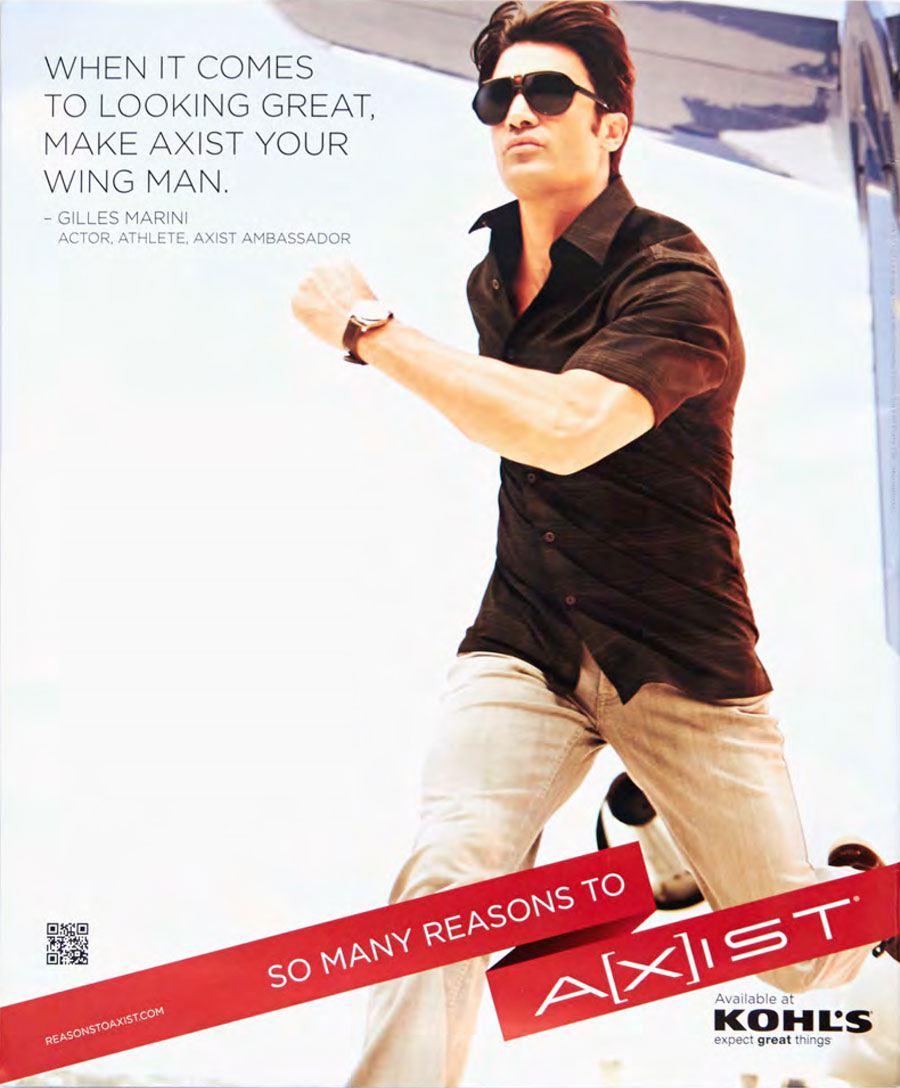 WHEN IT COMES
TO LOOKING GREAT,
MAKE AXIST YOUR
WING MAN.
– GILLES MARINI
ACTOR, ATHLETE, AXIST AMBASSADOR
SO MANY REASONS TO
A[X]IST®
REASONSTOAXIST.COM
Available at
KOHL'S
expect great things